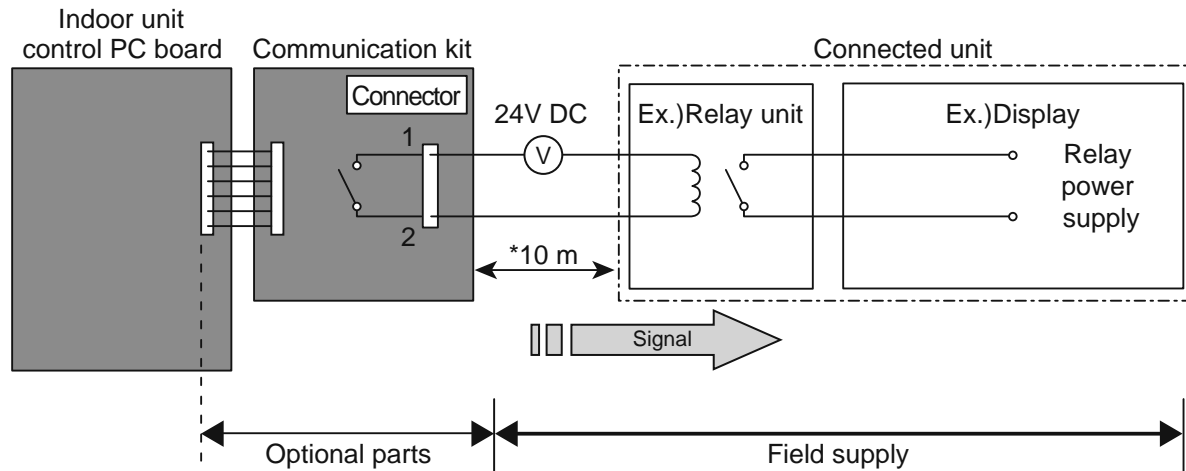 Indoor unit
control PC board
Communication kit
Connected unit
Connector
24V DC
Ex.)Relay unit
Ex.)Display
1
V
Relay
power
supply
2
*10 m
Signal
Optional parts
Field supply